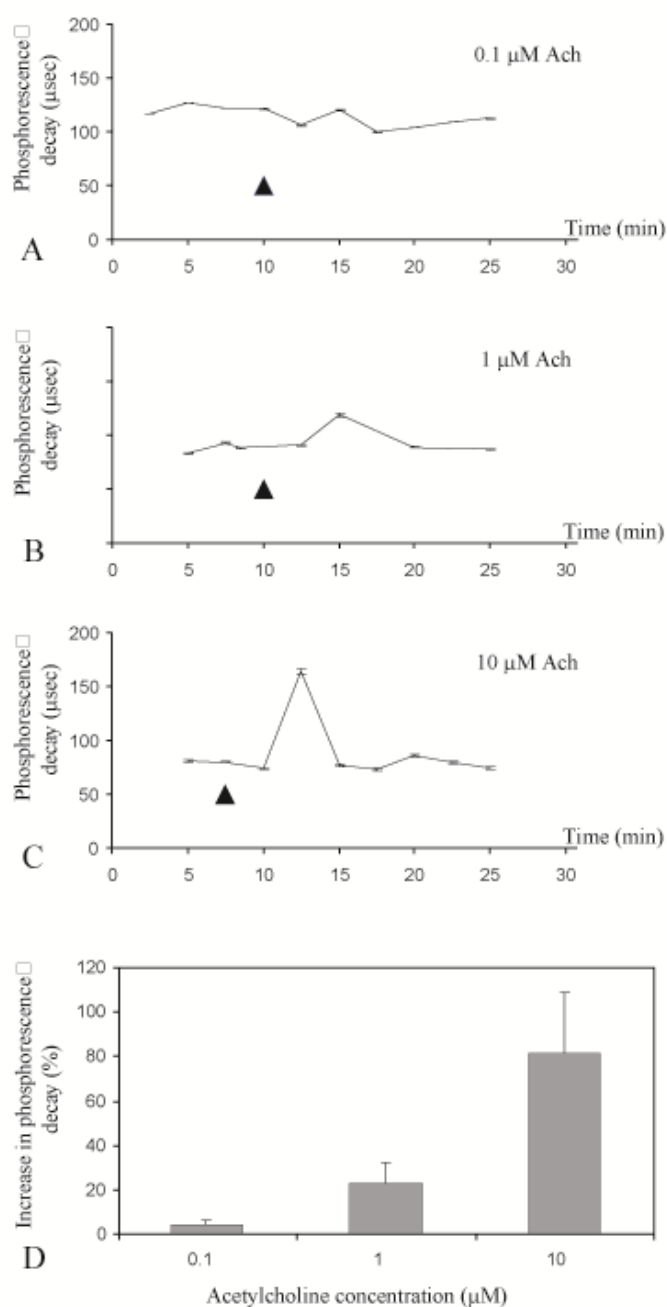 Phosphorescence□
decay (μsec)
200
150
100
50
0
0.1 μM Ach
Time (min)
A
0 5 10 15 20 25 30
Phosphorescence□
decay (μsec)
1 μM Ach
Time (min)
B
0 5 10 15 20 25 30
Phosphorescence□
decay (μsec)
200
150
100
50
0
10 μM Ach
Time (min)
C
0 5 10 15 20 25 30
Increase in phosphorescence□
decay (%)
120
100
80
60
40
20
0
D
0.1 1 10
Acetylcholine concentration (μM)